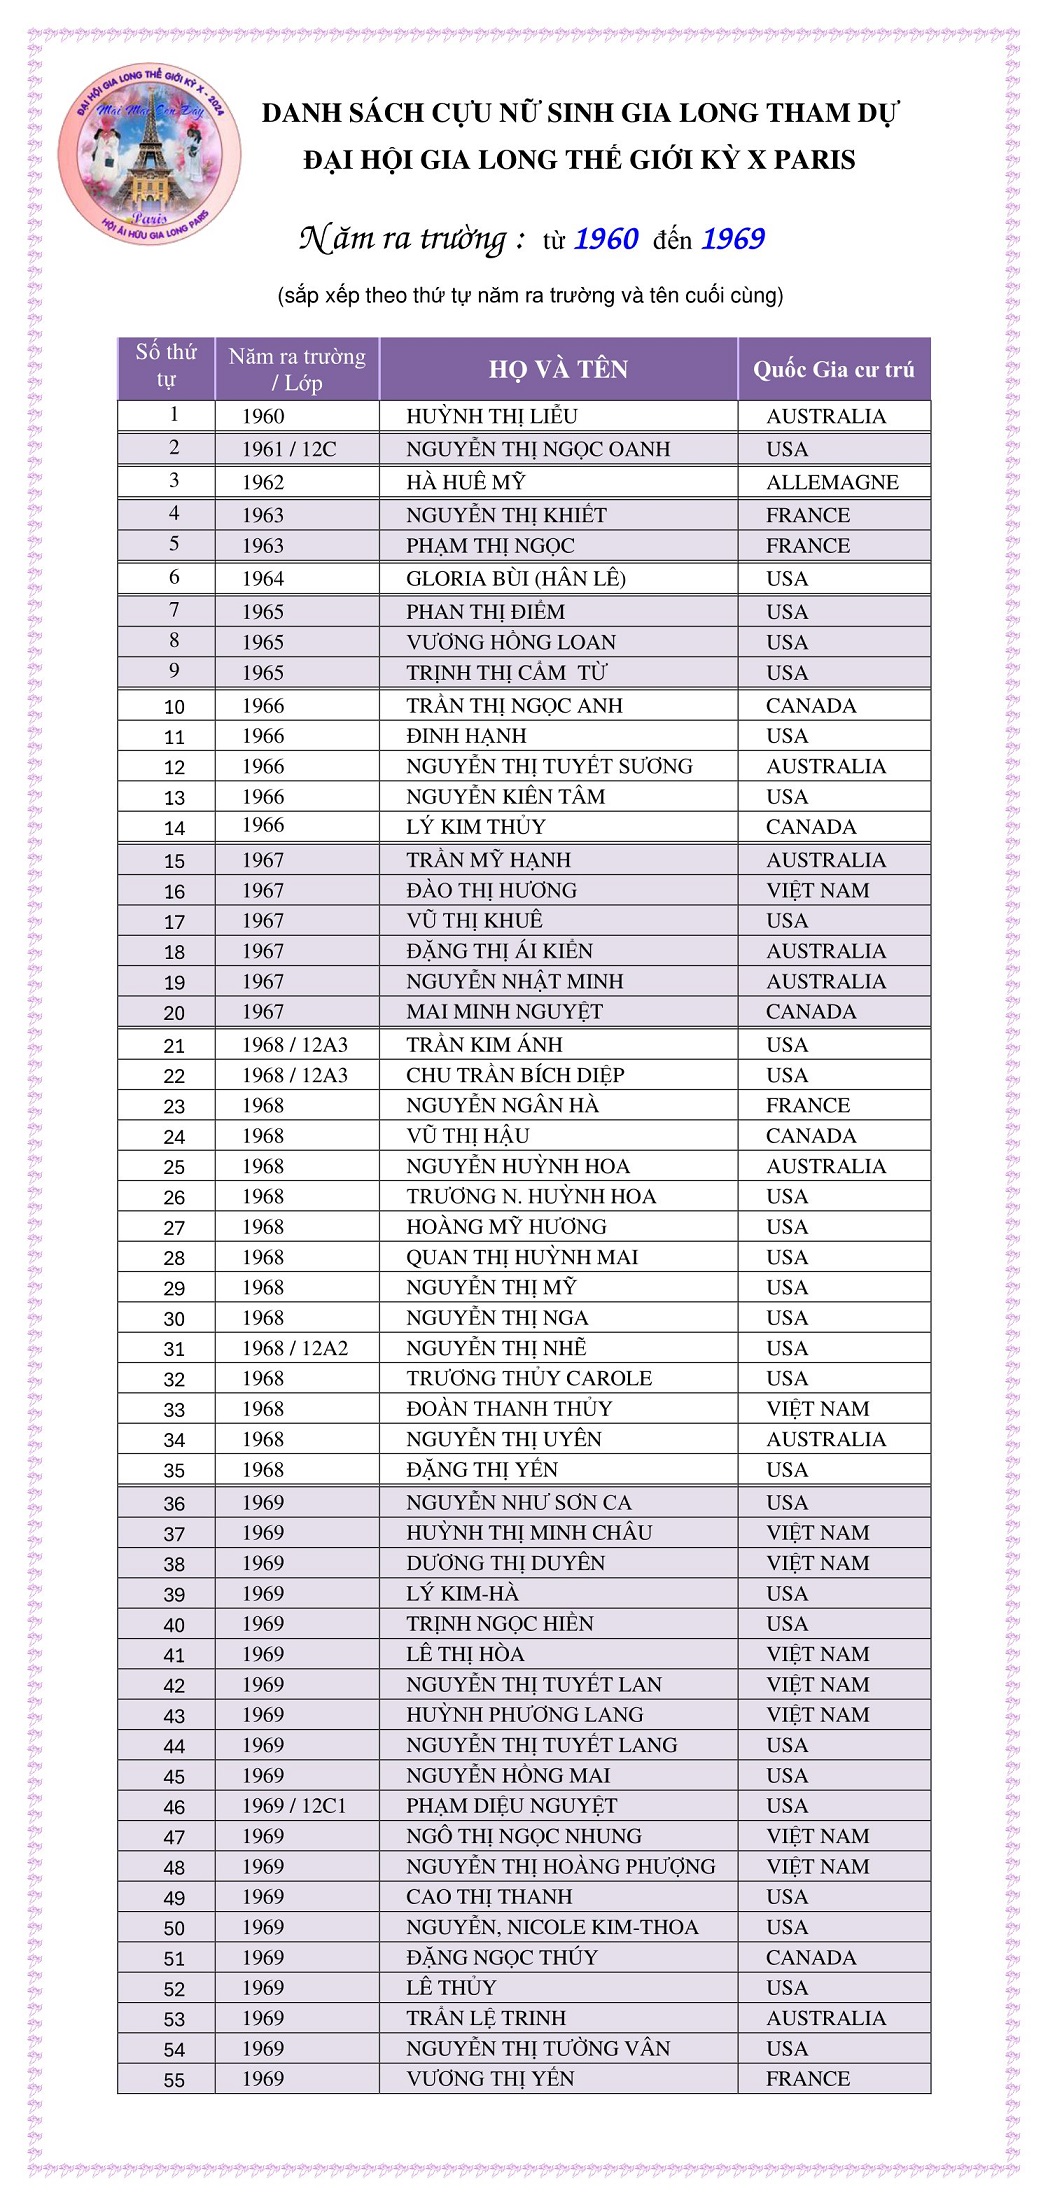 ĐẠI HỘI GIA LONG THẾ GIỚI KỲ X - 2024
Mãi Mãi Còn Đây
Paris
HỘI ÁI HỮU GIA LONG PARIS
DANH SÁCH CỰU NỮ SINH GIA LONG THAM DỰ
ĐẠI HỘI GIA LONG THẾ GIỚI KỲ X PARIS
Năm ra trường : từ 1960 đến 1969
(sắp xếp theo thứ tự năm ra trường và tên cuối cùng)
Số thứ tự Năm ra trường / Lớp HỌ VÀ TÊN Quốc Gia cư trú
1 1960 HUỲNH THỊ LIỄU AUSTRALIA
2 1961 / 12C NGUYỄN THỊ NGỌC OANH USA
3 1962 HÀ HUÊ MỸ ALLEMAGNE
4 1963 NGUYỄN THỊ KHIẾT FRANCE
5 1963 PHẠM THỊ NGỌC FRANCE
6 1964 GLORIA BÙI (HÂN LÊ) USA
7 1965 PHAN THỊ ĐIỂM USA
8 1965 VƯƠNG HỒNG LOAN USA
9 1965 TRỊNH THỊ CẨM TỪ USA
10 1966 TRẦN THỊ NGỌC ANH CANADA
11 1966 ĐINH HẠNH USA
12 1966 NGUYỄN THỊ TUYẾT SƯƠNG AUSTRALIA
13 1966 NGUYỄN KIÊN TÂM USA
14 1966 LÝ KIM THỦY CANADA
15 1967 TRẦN MỸ HẠNH AUSTRALIA
16 1967 ĐÀO THỊ HƯƠNG VIỆT NAM
17 1967 VŨ THỊ KHUÊ USA
18 1967 ĐẶNG THỊ ÁI KIỀN AUSTRALIA
19 1967 NGUYỄN NHẬT MINH AUSTRALIA
20 1967 MAI MINH NGUYỆT CANADA
21 1968 / 12A3 TRẦN KIM ÁNH USA
22 1968 / 12A3 CHU TRẦN BÍCH DIỆP USA
23 1968 NGUYỄN NGÂN HÀ FRANCE
24 1968 VŨ THỊ HẬU CANADA
25 1968 NGUYỄN HUỲNH HOA AUSTRALIA
26 1968 TRƯƠNG N. HUỲNH HOA USA
27 1968 HOÀNG MỸ HƯƠNG USA
28 1968 QUAN THỊ HUỲNH MAI USA
29 1968 NGUYỄN THỊ MỸ USA
30 1968 NGUYỄN THỊ NGA USA
31 1968 / 12A2 NGUYỄN THỊ NHẼ USA
32 1968 TRƯƠNG THỦY CAROLE USA
33 1968 ĐOÀN THANH THỦY VIỆT NAM
34 1968 NGUYỄN THỊ UYÊN AUSTRALIA
35 1968 ĐẶNG THỊ YẾN USA
36 1969 NGUYỄN NHƯ SƠN CA USA
37 1969 HUỲNH THỊ MINH CHÂU VIỆT NAM
38 1969 DƯƠNG THỊ DUYÊN VIỆT NAM
39 1969 LÝ KIM-HÀ USA
40 1969 TRỊNH NGỌC HIỀN USA
41 1969 LÊ THỊ HÒA VIỆT NAM
42 1969 NGUYỄN THỊ TUYẾT LAN VIỆT NAM
43 1969 HUỲNH PHƯƠNG LANG VIỆT NAM
44 1969 NGUYỄN THỊ TUYẾT LANG USA
45 1969 NGUYỄN HỒNG MAI USA
46 1969 / 12C1 PHẠM DIỆU NGUYỆT USA
47 1969 NGÔ THỊ NGỌC NHUNG VIỆT NAM
48 1969 NGUYỄN THỊ HOÀNG PHƯỢNG VIỆT NAM
49 1969 CAO THỊ THANH USA
50 1969 NGUYỄN, NICOLE KIM-THOA USA
51 1969 ĐẶNG NGỌC THÚY CANADA
52 1969 LÊ THỦY USA
53 1969 TRẦN LỆ TRINH AUSTRALIA
54 1969 NGUYỄN THỊ TƯỜNG VÂN USA
55 1969 VƯƠNG THỊ YẾN FRANCE